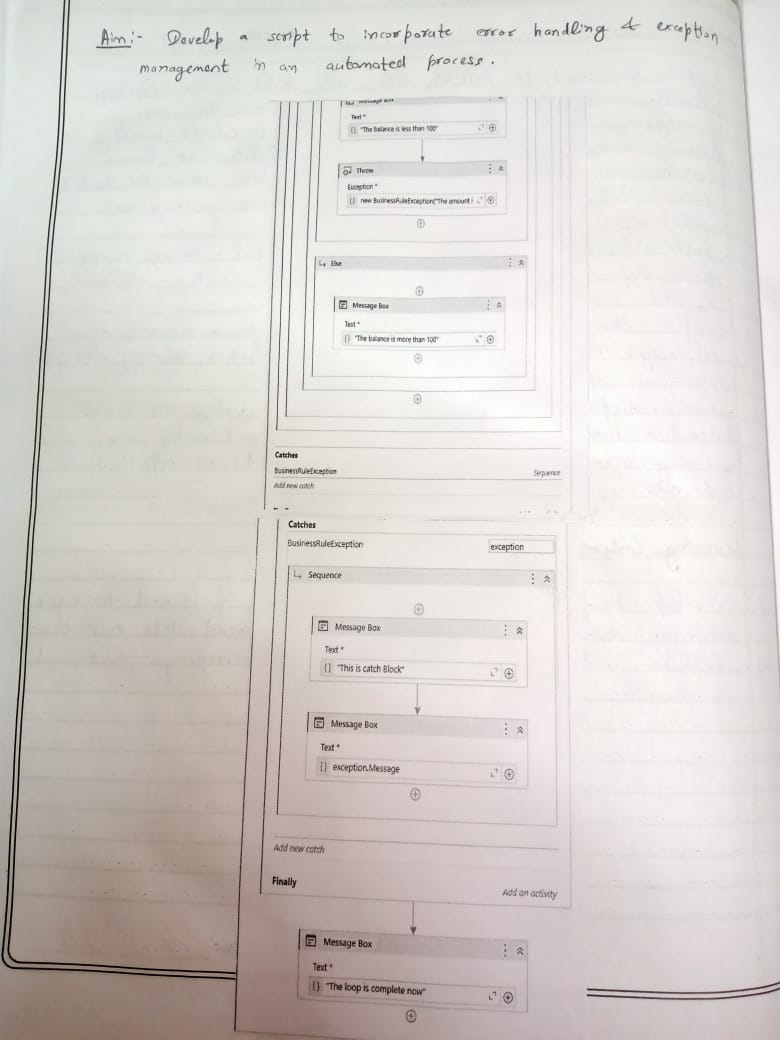 Aim:- Develop a script to incorporate error handling & exception
management in an automated process.
Message Box
Text *
"The balance is less than 100"
Throw
Exception *
new BusinessRuleException("The amount i
Else
Message Box
Text *
"The balance is more than 100"
Catches
BusinessRuleException Sequence
Add new catch
Catches
BusinessRuleException exception
Sequence
Message Box
Text *
"This is catch Block"
Message Box
Text *
exception.Message
Add new catch
Finally Add an activity
Message Box
Text *
"The loop is complete now"